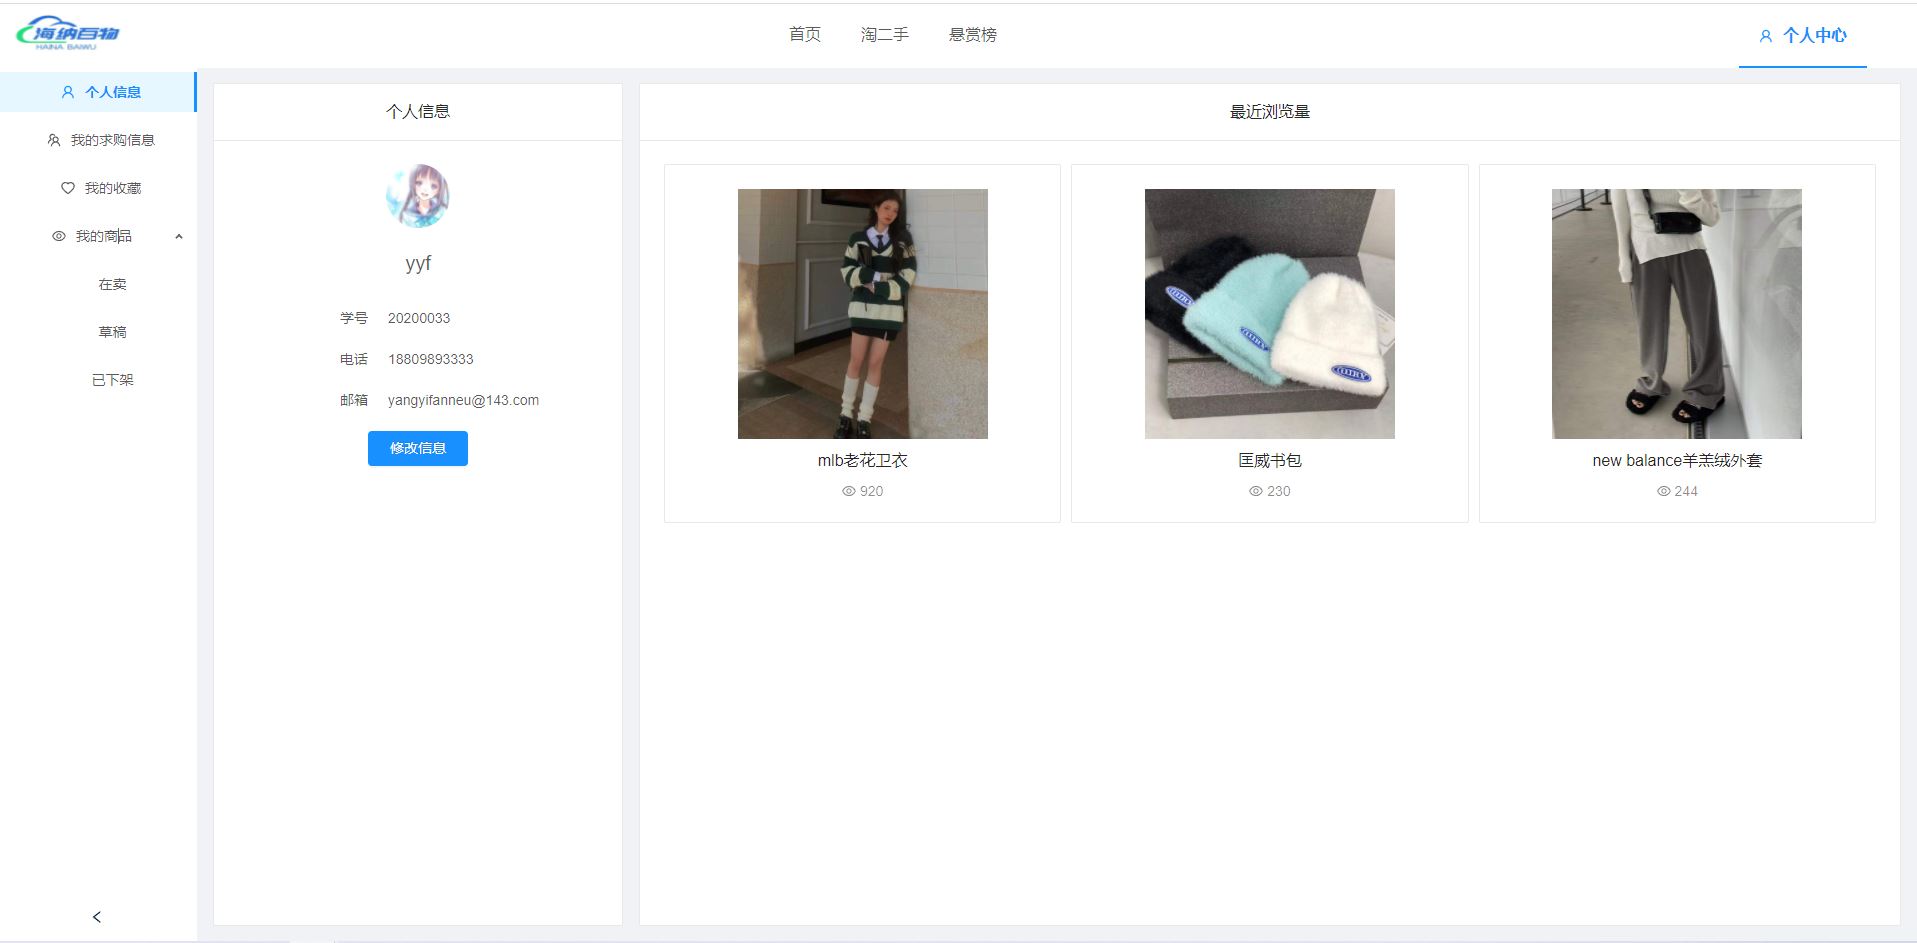 海纳百物
HAINA BAIWU
首页
淘二手
悬赏榜
个人中心
个人信息
我的求购信息
我的收藏
我的商品
在卖
草稿
已下架
个人信息
yyf
学号 20200033
电话 18809893333
邮箱 yangyifanneu@143.com
修改信息
最近浏览量
mlb老花卫衣
920
匡威书包
230
new balance羊羔绒外套
244